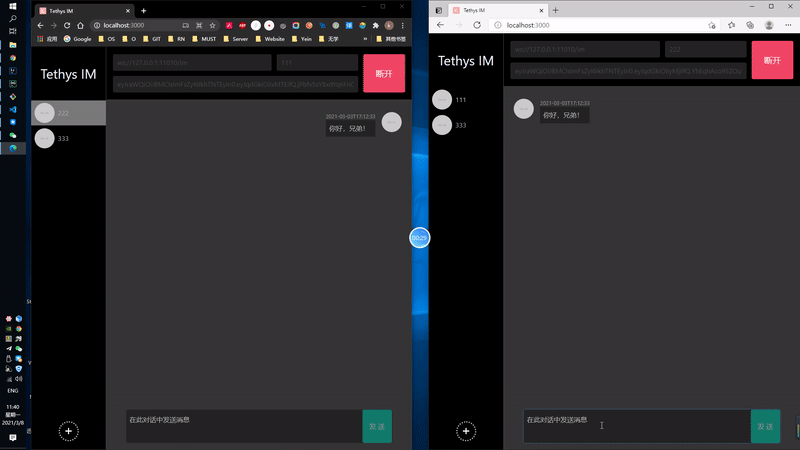 Tethys IM
localhost:3000
应用
Google
OS
O
GIT
RN
MUST
Server
Website
Yein
无字
其他书签
Tethys IM
ws://127.0.0.1:11010/im
111
断开
222
333
2021-03-03T17:12:33
你好，兄弟！
在此对话中发送消息
发送
00:29
ENG
11:40
星期一
2021/3/8
Tethys IM
localhost:3000
Tethys IM
ws://127.0.0.1:11010/im
222
断开
111
333
2021-03-03T17:12:33
你好，兄弟！
在此对话中发送消息
发送